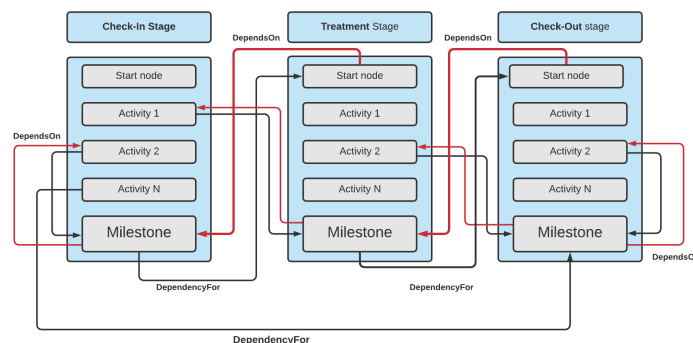 Check-In Stage
Treatment Stage
Check-Out stage
DependsOn
DependsOn
Start node
Start node
Start node
Activity 1
Activity 1
Activity 1
DependsOn
Activity 2
Activity 2
Activity 2
Activity N
Activity N
Activity N
Milestone
Milestone
Milestone
DependsO
DependencyFor
DependencyFor
DependencyFor